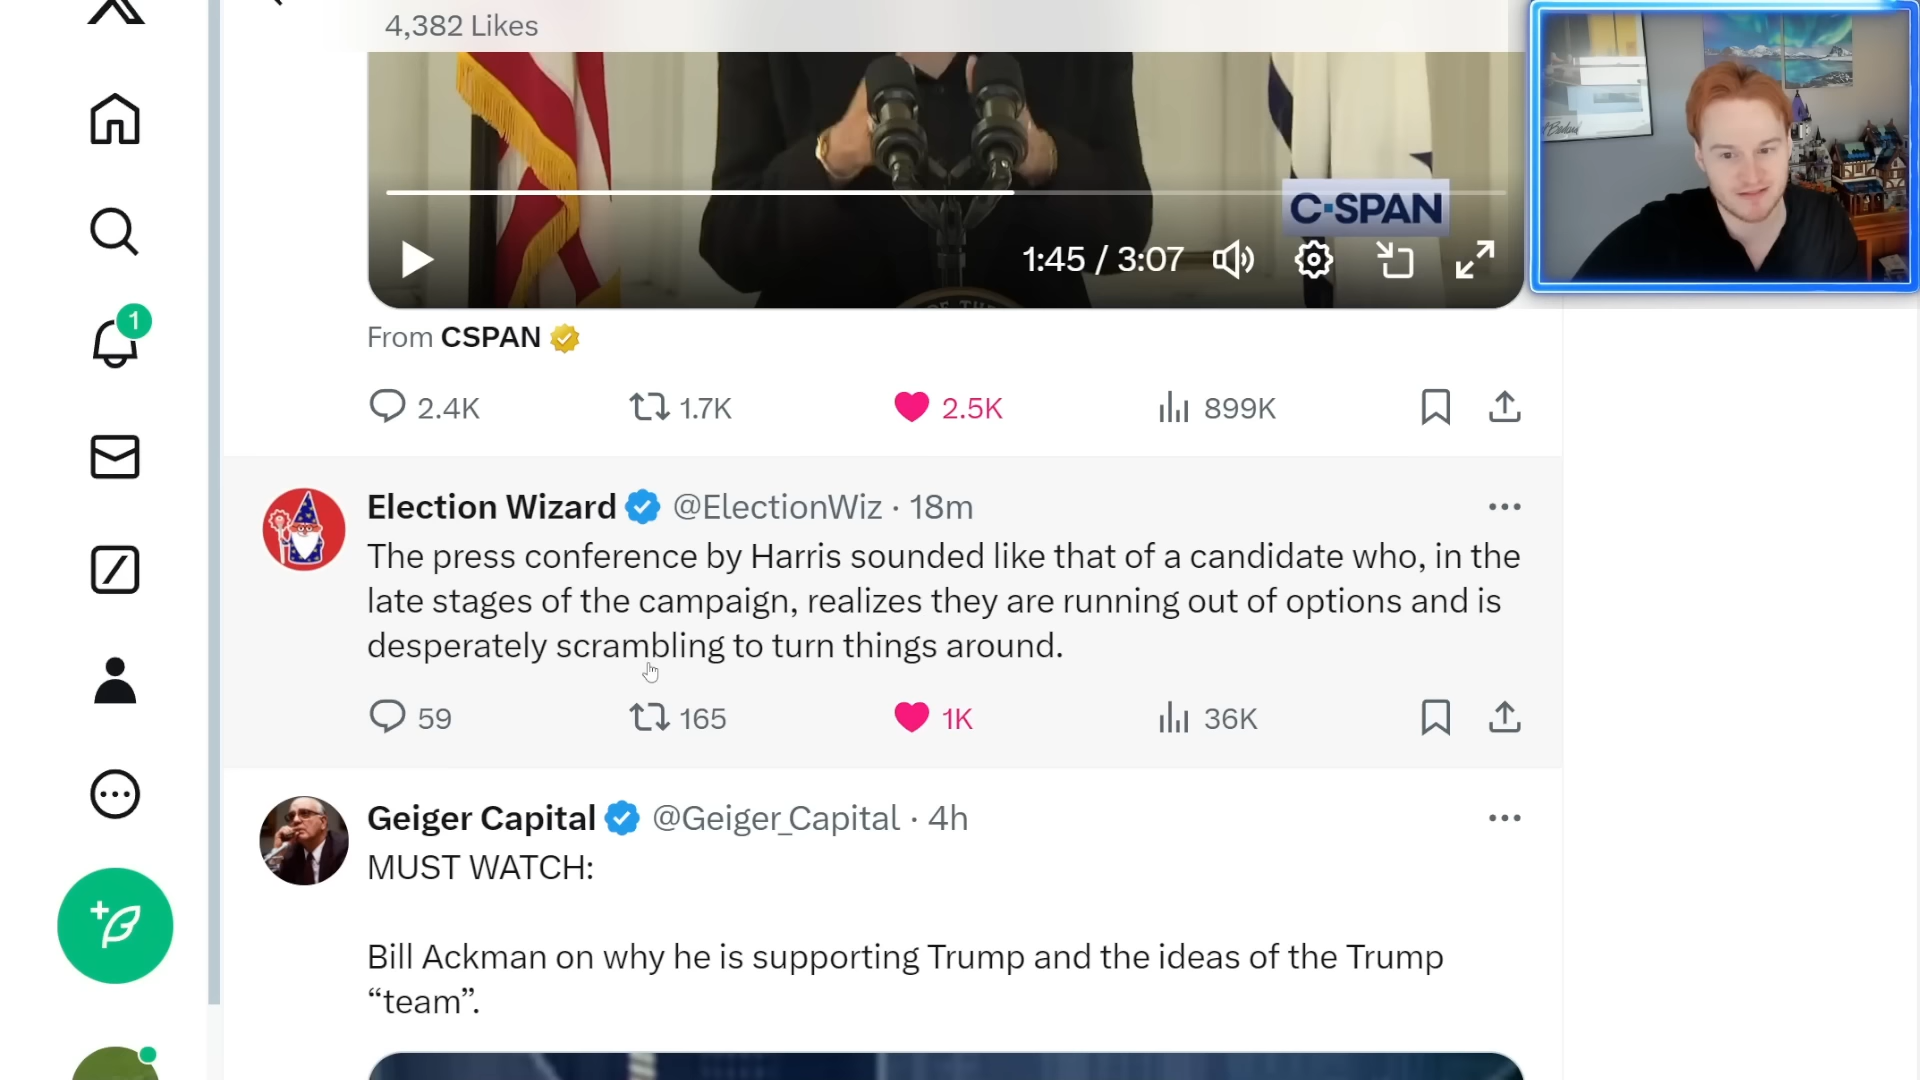 4,382 Likes
C·SPAN
1:45 / 3:07
From CSPAN
2.4K 1.7K 2.5K 899K
1
Election Wizard @ElectionWiz · 18m
The press conference by Harris sounded like that of a candidate who, in the
late stages of the campaign, realizes they are running out of options and is
desperately scrambling to turn things around.
59 165 1K 36K
Geiger Capital @Geiger_Capital · 4h
MUST WATCH:
Bill Ackman on why he is supporting Trump and the ideas of the Trump
“team”.